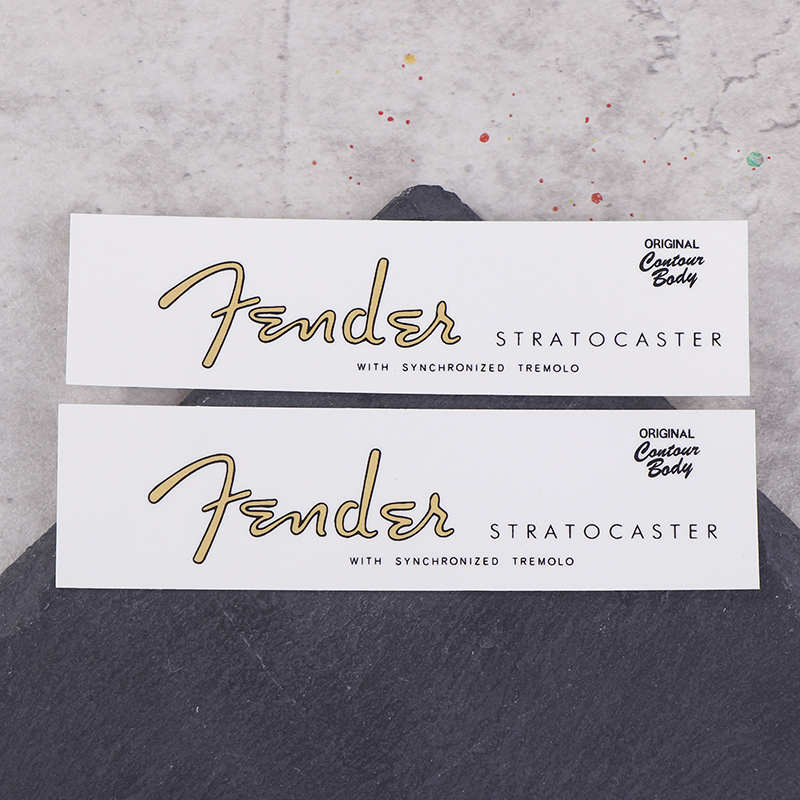 ORIGINAL
Contour
Body
Fender STRATOCASTER
WITH SYNCHRONIZED TREMOLO
ORIGINAL
Contour
Body
Fender STRATOCASTER
WITH SYNCHRONIZED TREMOLO